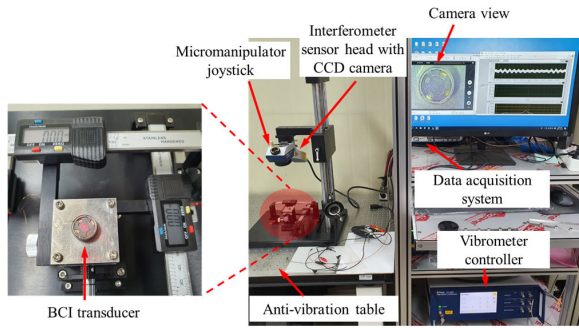 Camera view
Interferometer
sensor head with
CCD camera
Micromanipulator
joystick
STAINLESS
HARDENED
Data acquisition
system
Vibrometer
controller
BCI transducer
Anti-vibration table